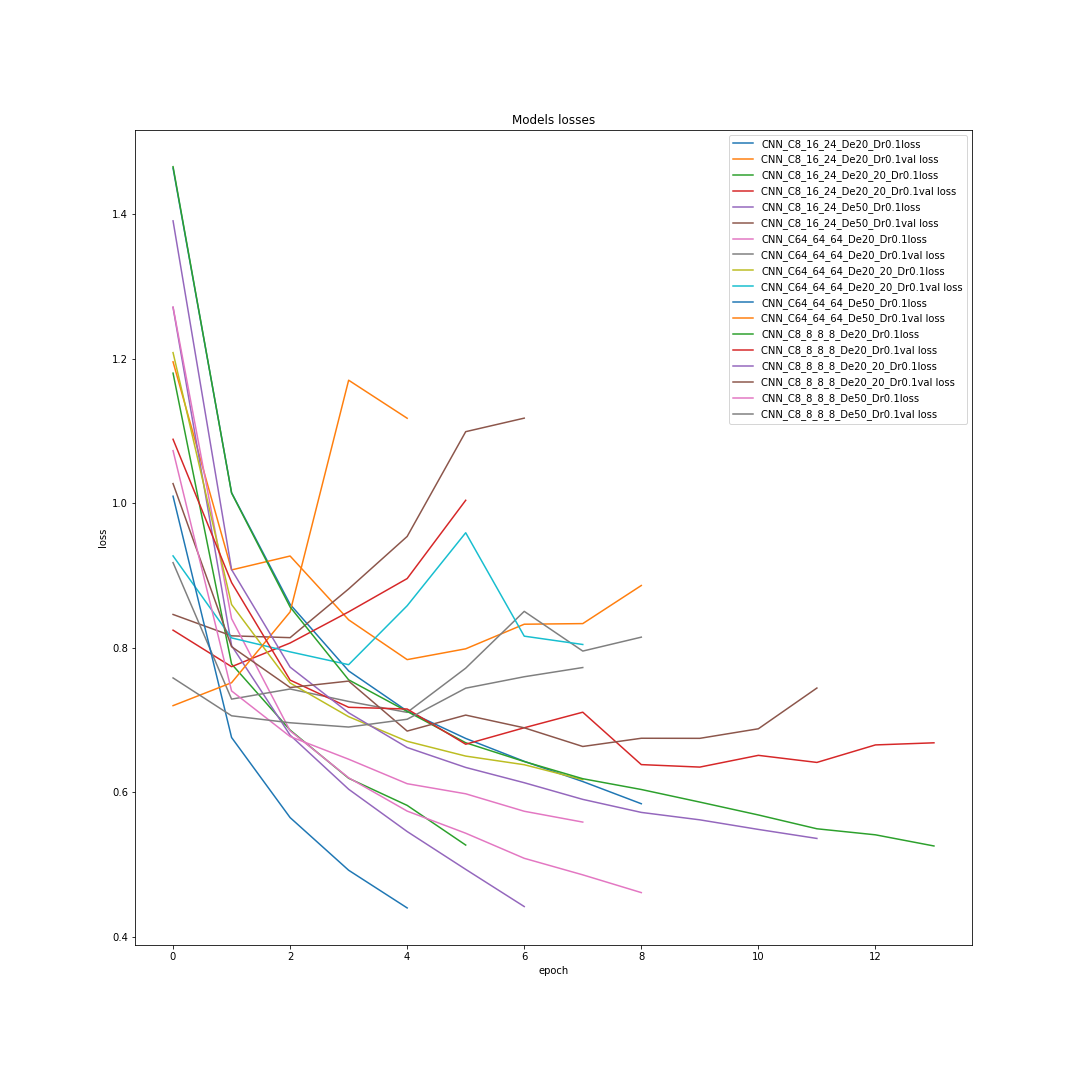 Models losses
CNN_C8_16_24_De20_Dr0.1loss
CNN_C8_16_24_De20_Dr0.1val loss
CNN_C8_16_24_De20_20_Dr0.1loss
CNN_C8_16_24_De20_20_Dr0.1val loss
CNN_C8_16_24_De50_Dr0.1loss
CNN_C8_16_24_De50_Dr0.1val loss
CNN_C64_64_64_De20_Dr0.1loss
CNN_C64_64_64_De20_Dr0.1val loss
CNN_C64_64_64_De20_20_Dr0.1loss
CNN_C64_64_64_De20_20_Dr0.1val loss
CNN_C64_64_64_De50_Dr0.1loss
CNN_C64_64_64_De50_Dr0.1val loss
CNN_C8_8_8_8_De20_Dr0.1loss
CNN_C8_8_8_8_De20_Dr0.1val loss
CNN_C8_8_8_8_De20_20_Dr0.1loss
CNN_C8_8_8_8_De20_20_Dr0.1val loss
CNN_C8_8_8_8_De50_Dr0.1loss
CNN_C8_8_8_8_De50_Dr0.1val loss
1.4
1.2
1.0
0.8
0.6
0.4
loss
0 2 4 6 8 10 12
epoch